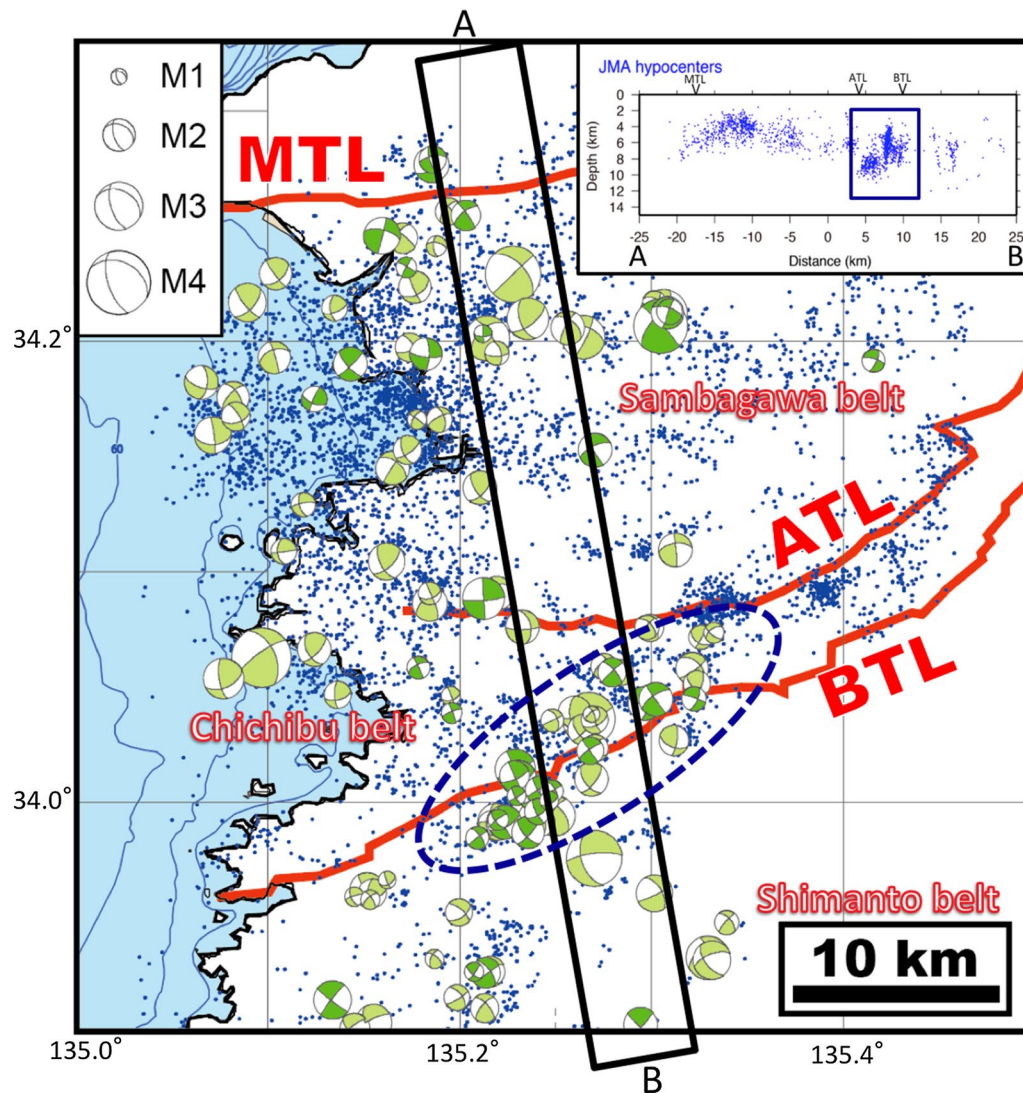 A
M1
M2
M3
M4
MTL
JMA hypocenters
MTL
ATL
BTL
0
2
4
6
8
10
12
14
Depth (km)
-25
-20
-15
-10
-5
0
5
10
15
20
25
A
B
Distance (km)
34.2°
Sambagawa belt
60
ATL
BTL
Chichibu belt
34.0°
Shimanto belt
10 km
135.0°
135.2°
135.4°
B